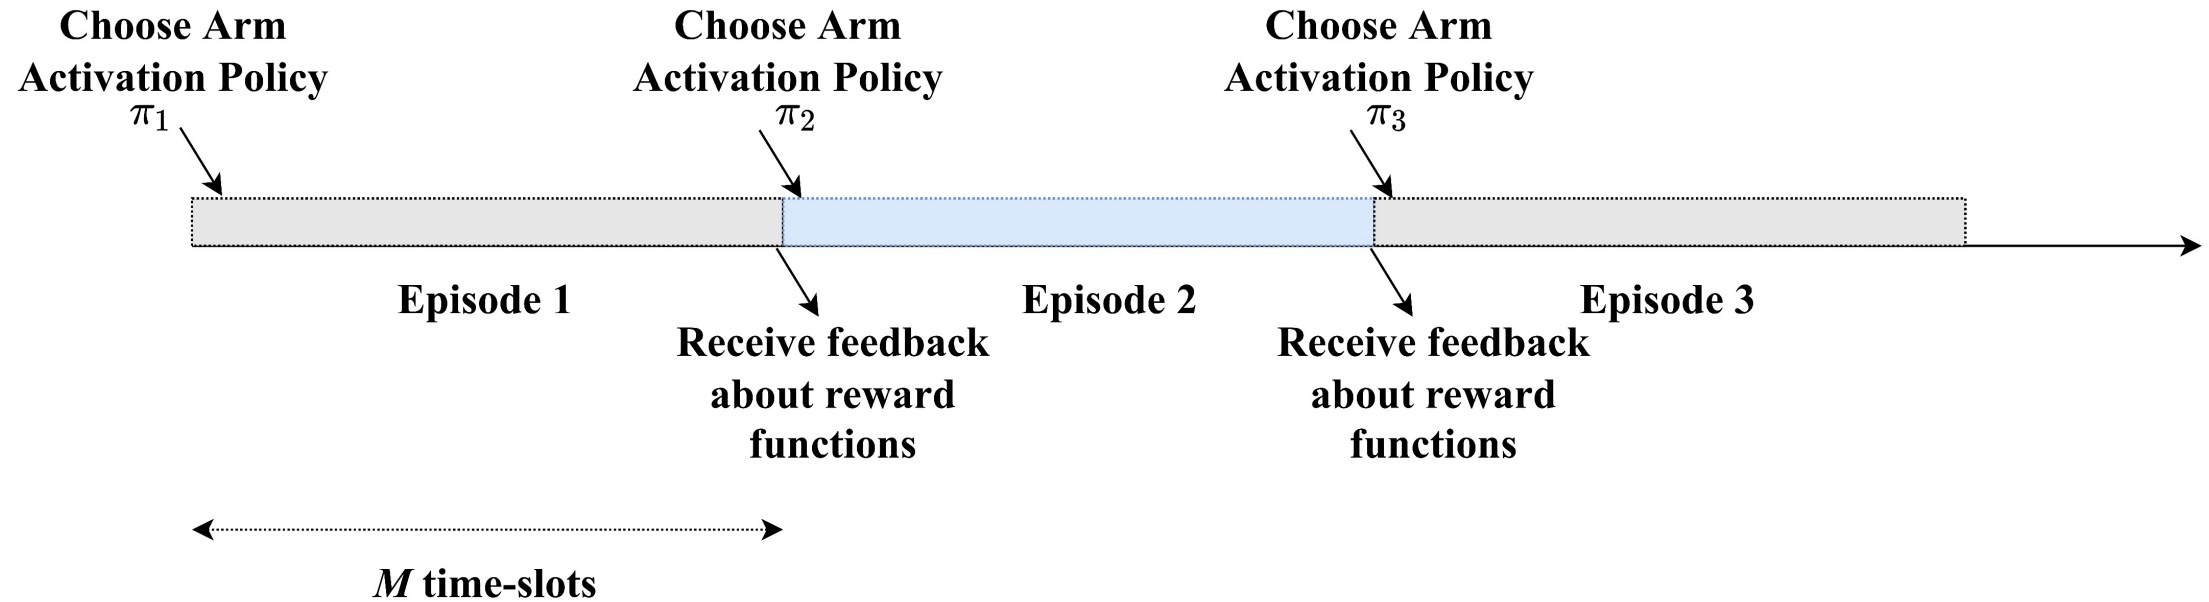 Choose Arm
Activation Policy
π₁
Choose Arm
Activation Policy
π₂
Choose Arm
Activation Policy
π₃
Episode 1
Episode 2
Episode 3
Receive feedback
about reward
functions
Receive feedback
about reward
functions
M time-slots